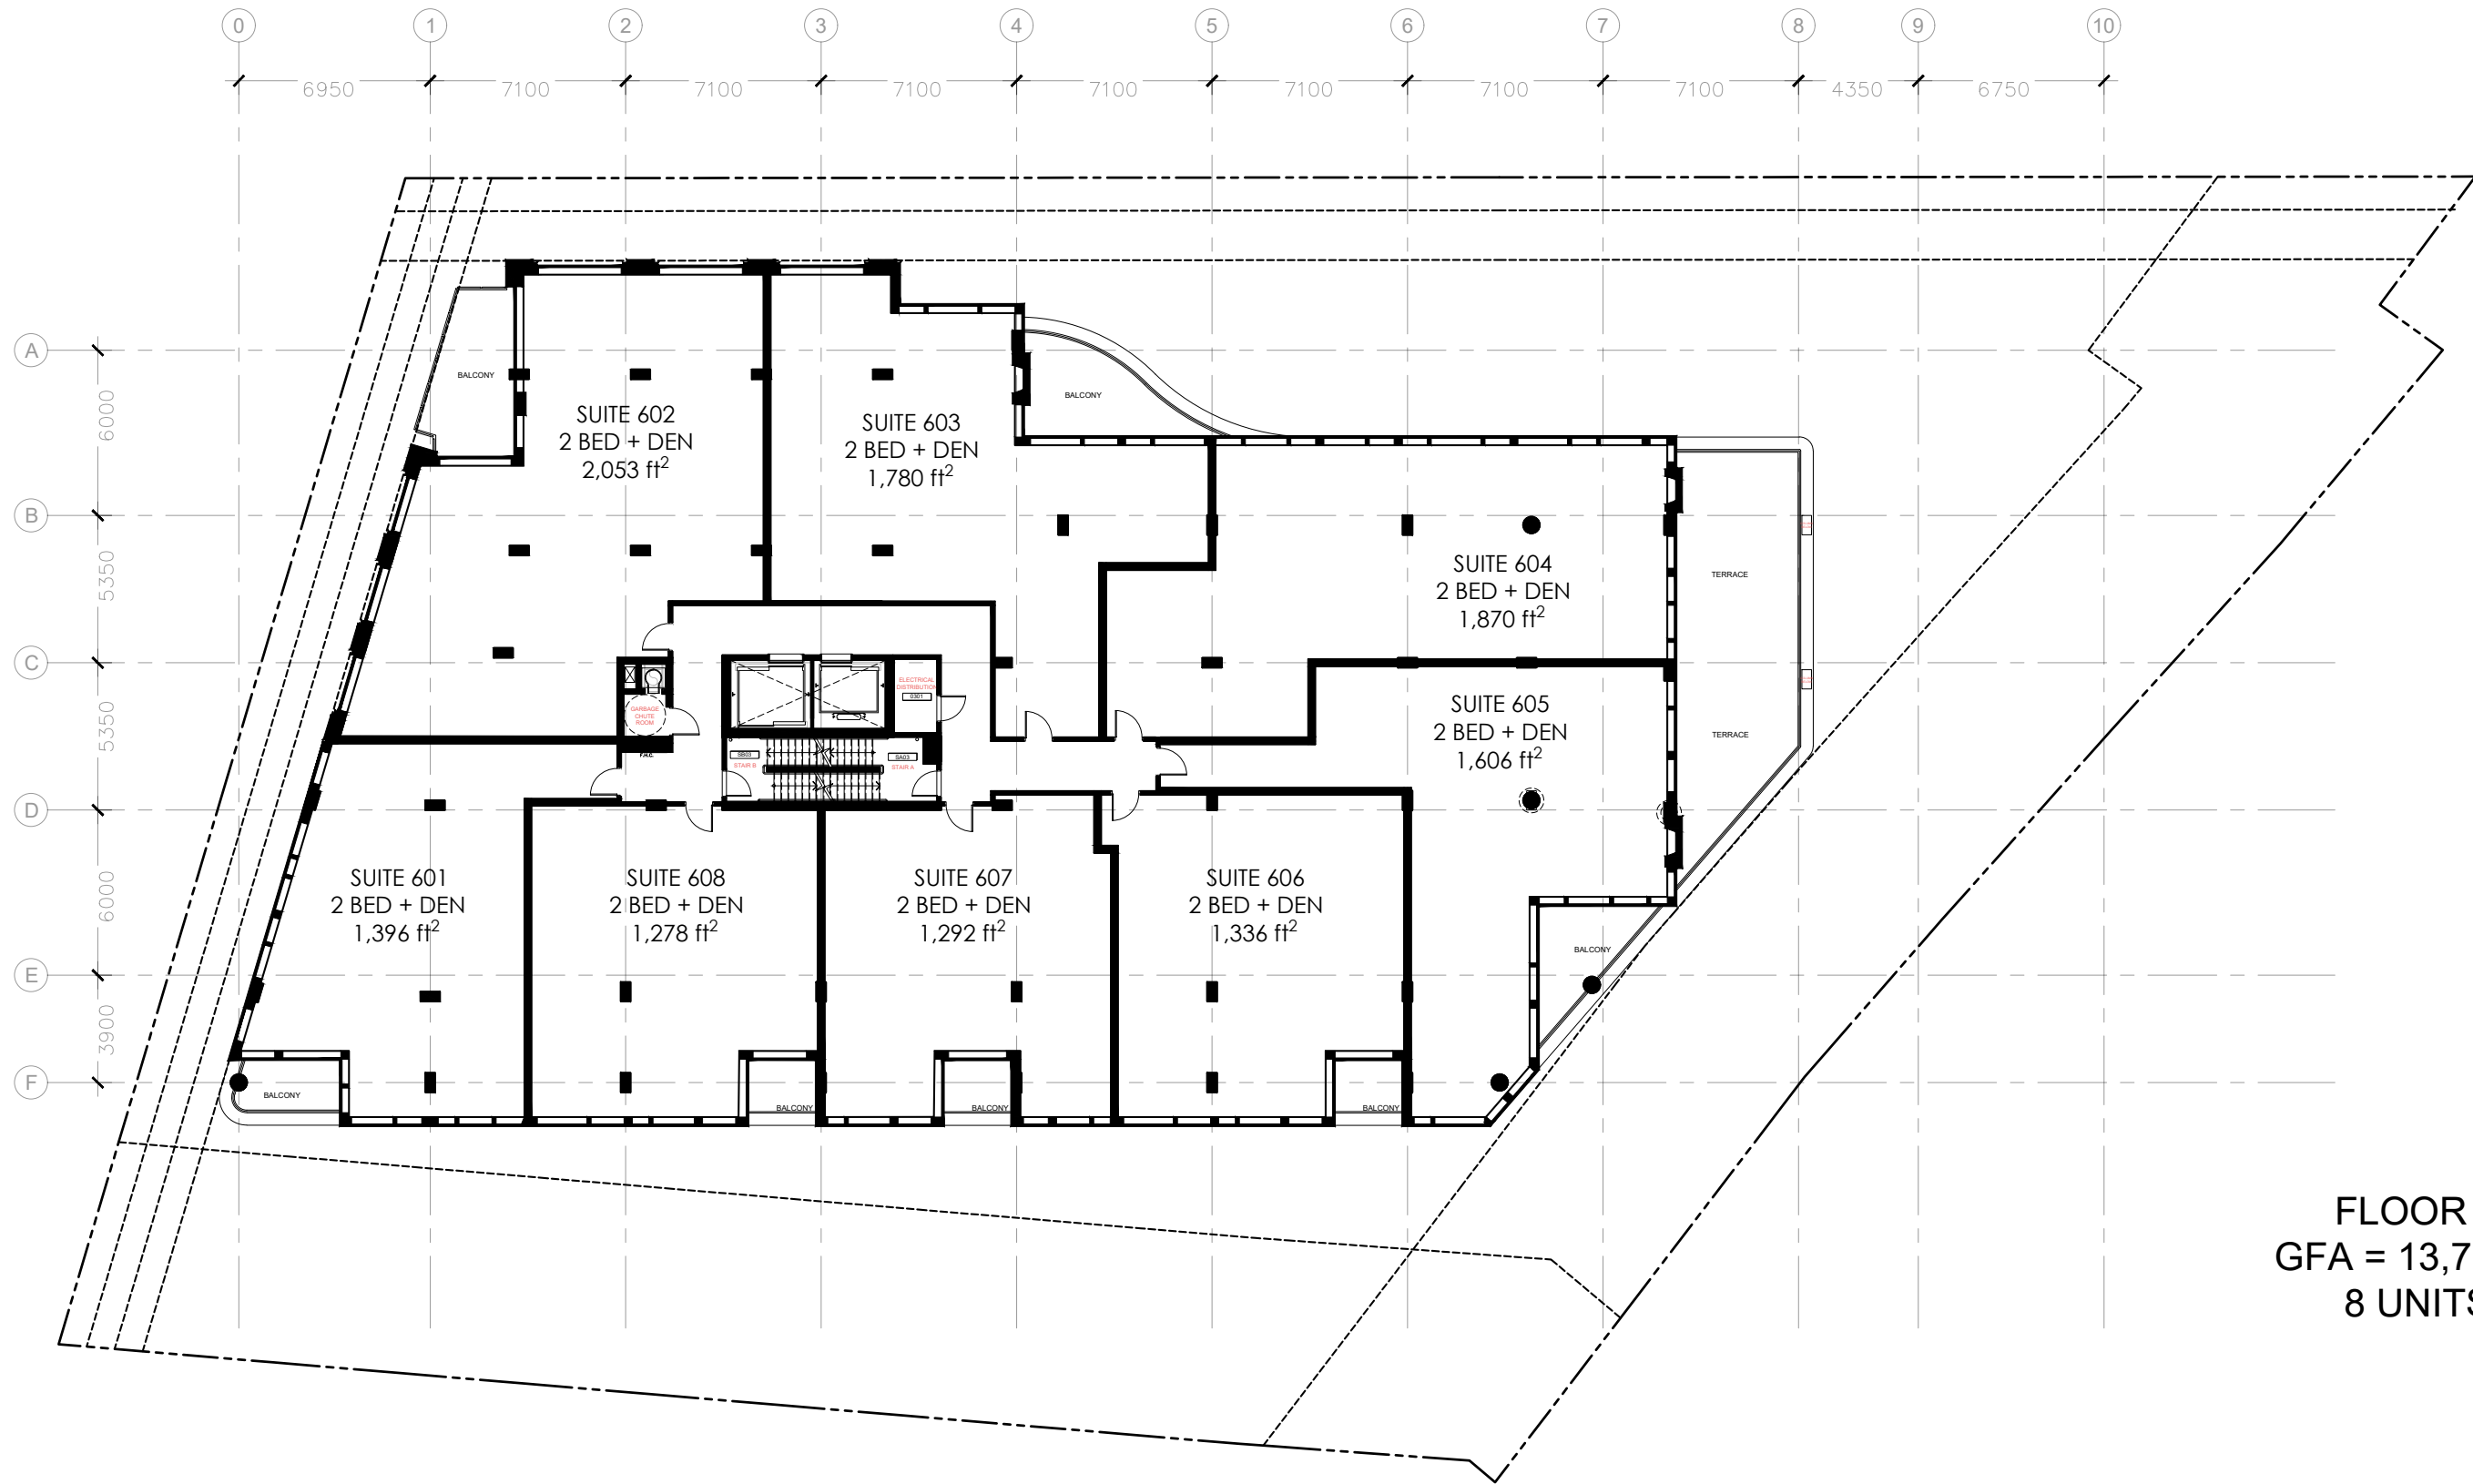 0 1 2 3 4 5 6 7 8 9 10
6950 7100 7100 7100 7100 7100 7100 7100 4350 6750
A
B
C
D
E
F
6000
5350
5350
6000
3900
BALCONY
SUITE 602
2 BED + DEN
2,053 ft²
SUITE 603
2 BED + DEN
1,780 ft²
BALCONY
SUITE 604
2 BED + DEN
1,870 ft²
TERRACE
SUITE 605
2 BED + DEN
1,606 ft²
TERRACE
GARBAGE
CHUTE
ROOM
F.H.C.
ELECTRICAL
DISTRIBUTION
0301
SB03
STAIR B
SA03
STAIR A
SUITE 601
2 BED + DEN
1,396 ft²
SUITE 608
2 BED + DEN
1,278 ft²
SUITE 607
2 BED + DEN
1,292 ft²
SUITE 606
2 BED + DEN
1,336 ft²
BALCONY
BALCONY
BALCONY
BALCONY
BALCONY
FLOOR
GFA = 13,7
8 UNITS